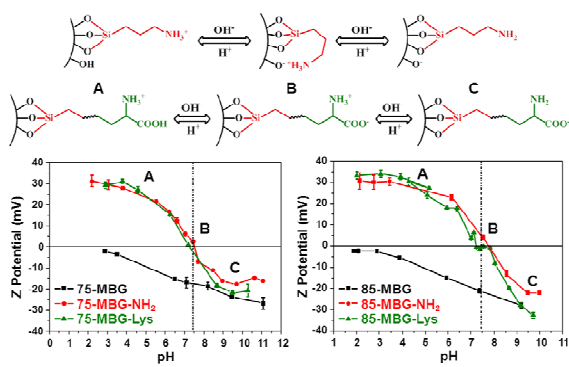 O O O Si NH₃⁺ OH
OH⁻
H⁺
O O O Si O⁻ ⁺H₃N
OH⁻
H⁺
O O O Si NH₂ O⁻
A B C
O O O Si NH₃⁺ COOH
OH
H⁺
O O O Si NH₃⁺ COO⁻
OH
H⁺
O O O Si NH₂ COO⁻
Z Potential (mV)
40
30
20
10
0
-10
-20
-30
-40
A
B
C
75-MBG
75-MBG-NH₂
75-MBG-Lys
1 2 3 4 5 6 7 8 9 10 11 12
pH
Z Potential (mV)
40
30
20
10
0
-10
-20
-30
-40
A
B
C
85-MBG
85-MBG-NH₂
85-MBG-Lys
1 2 3 4 5 6 7 8 9 10 11
pH